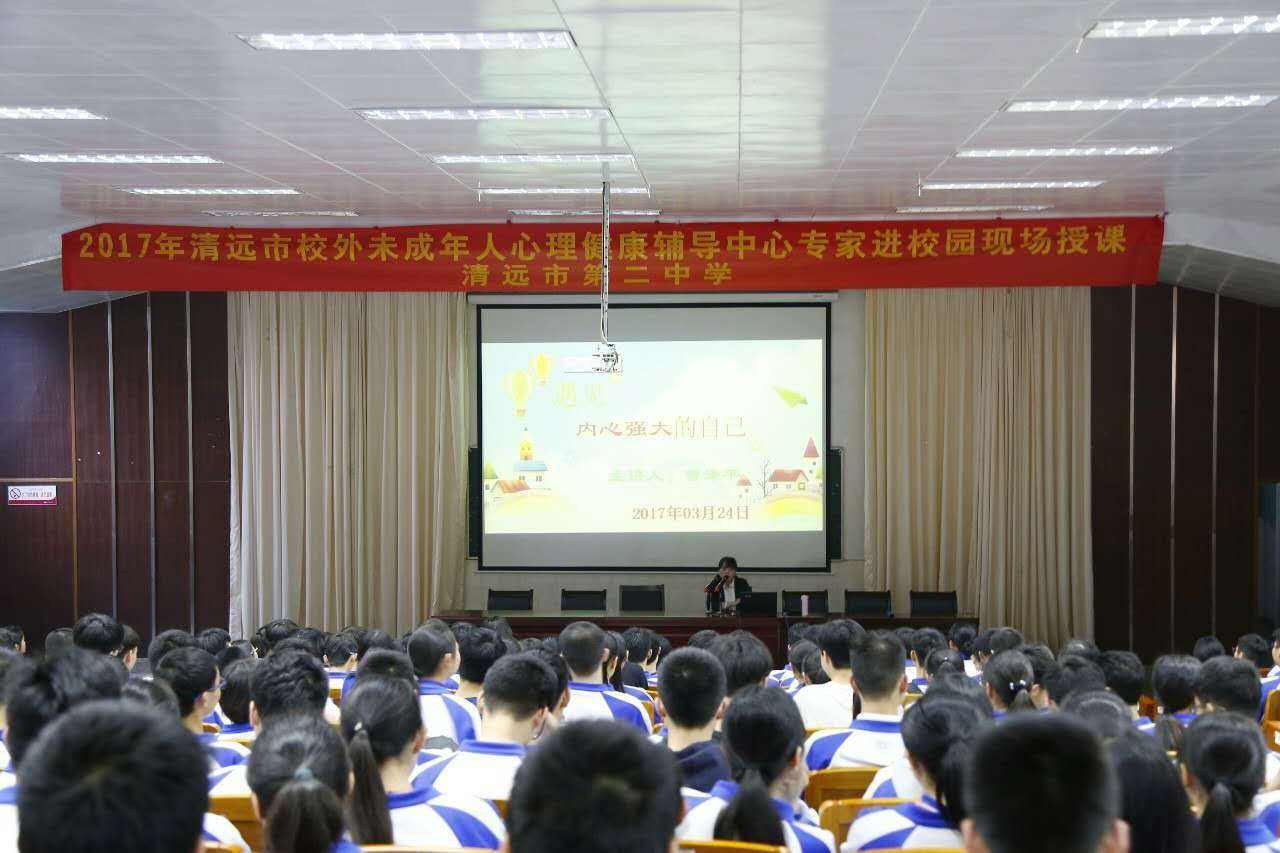 2017年清远市校外未成年人心理健康辅导中心专家进校园现场授课
清远市第二中学
遇见
内心强大的自己
2017年03月24日